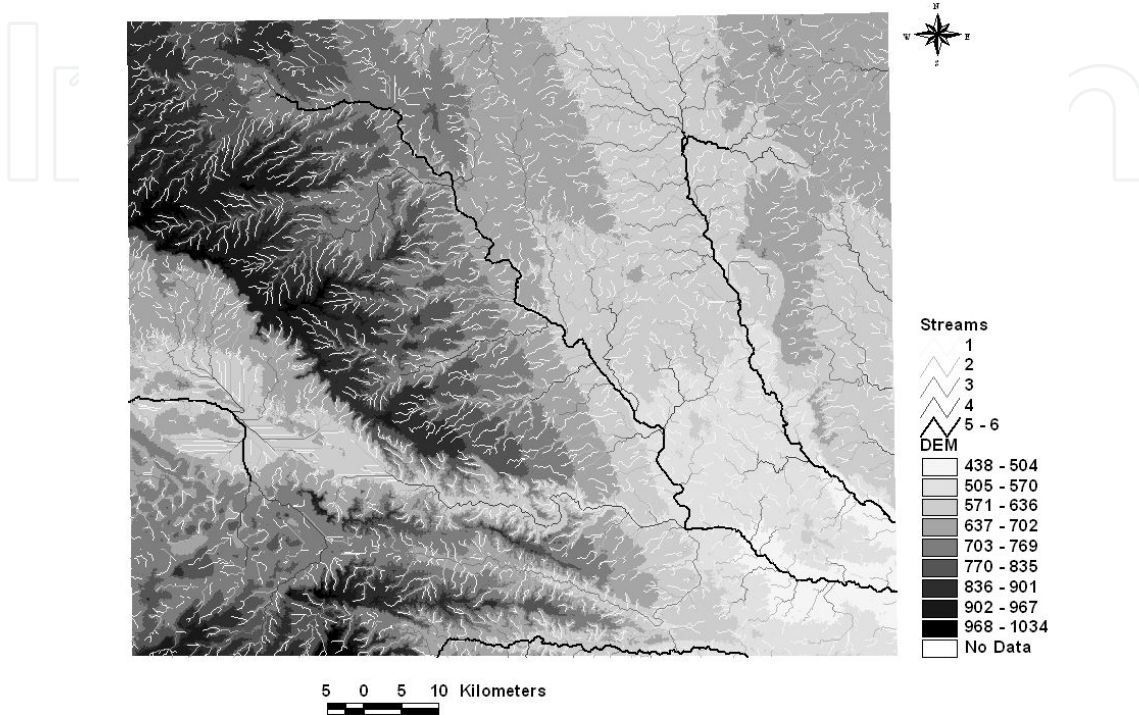 N
W E
S
Streams
1
2
3
4
5 - 6
DEM
438 - 504
505 - 570
571 - 636
637 - 702
703 - 769
770 - 835
836 - 901
902 - 967
968 - 1034
No Data
5 0 5 10 Kilometers